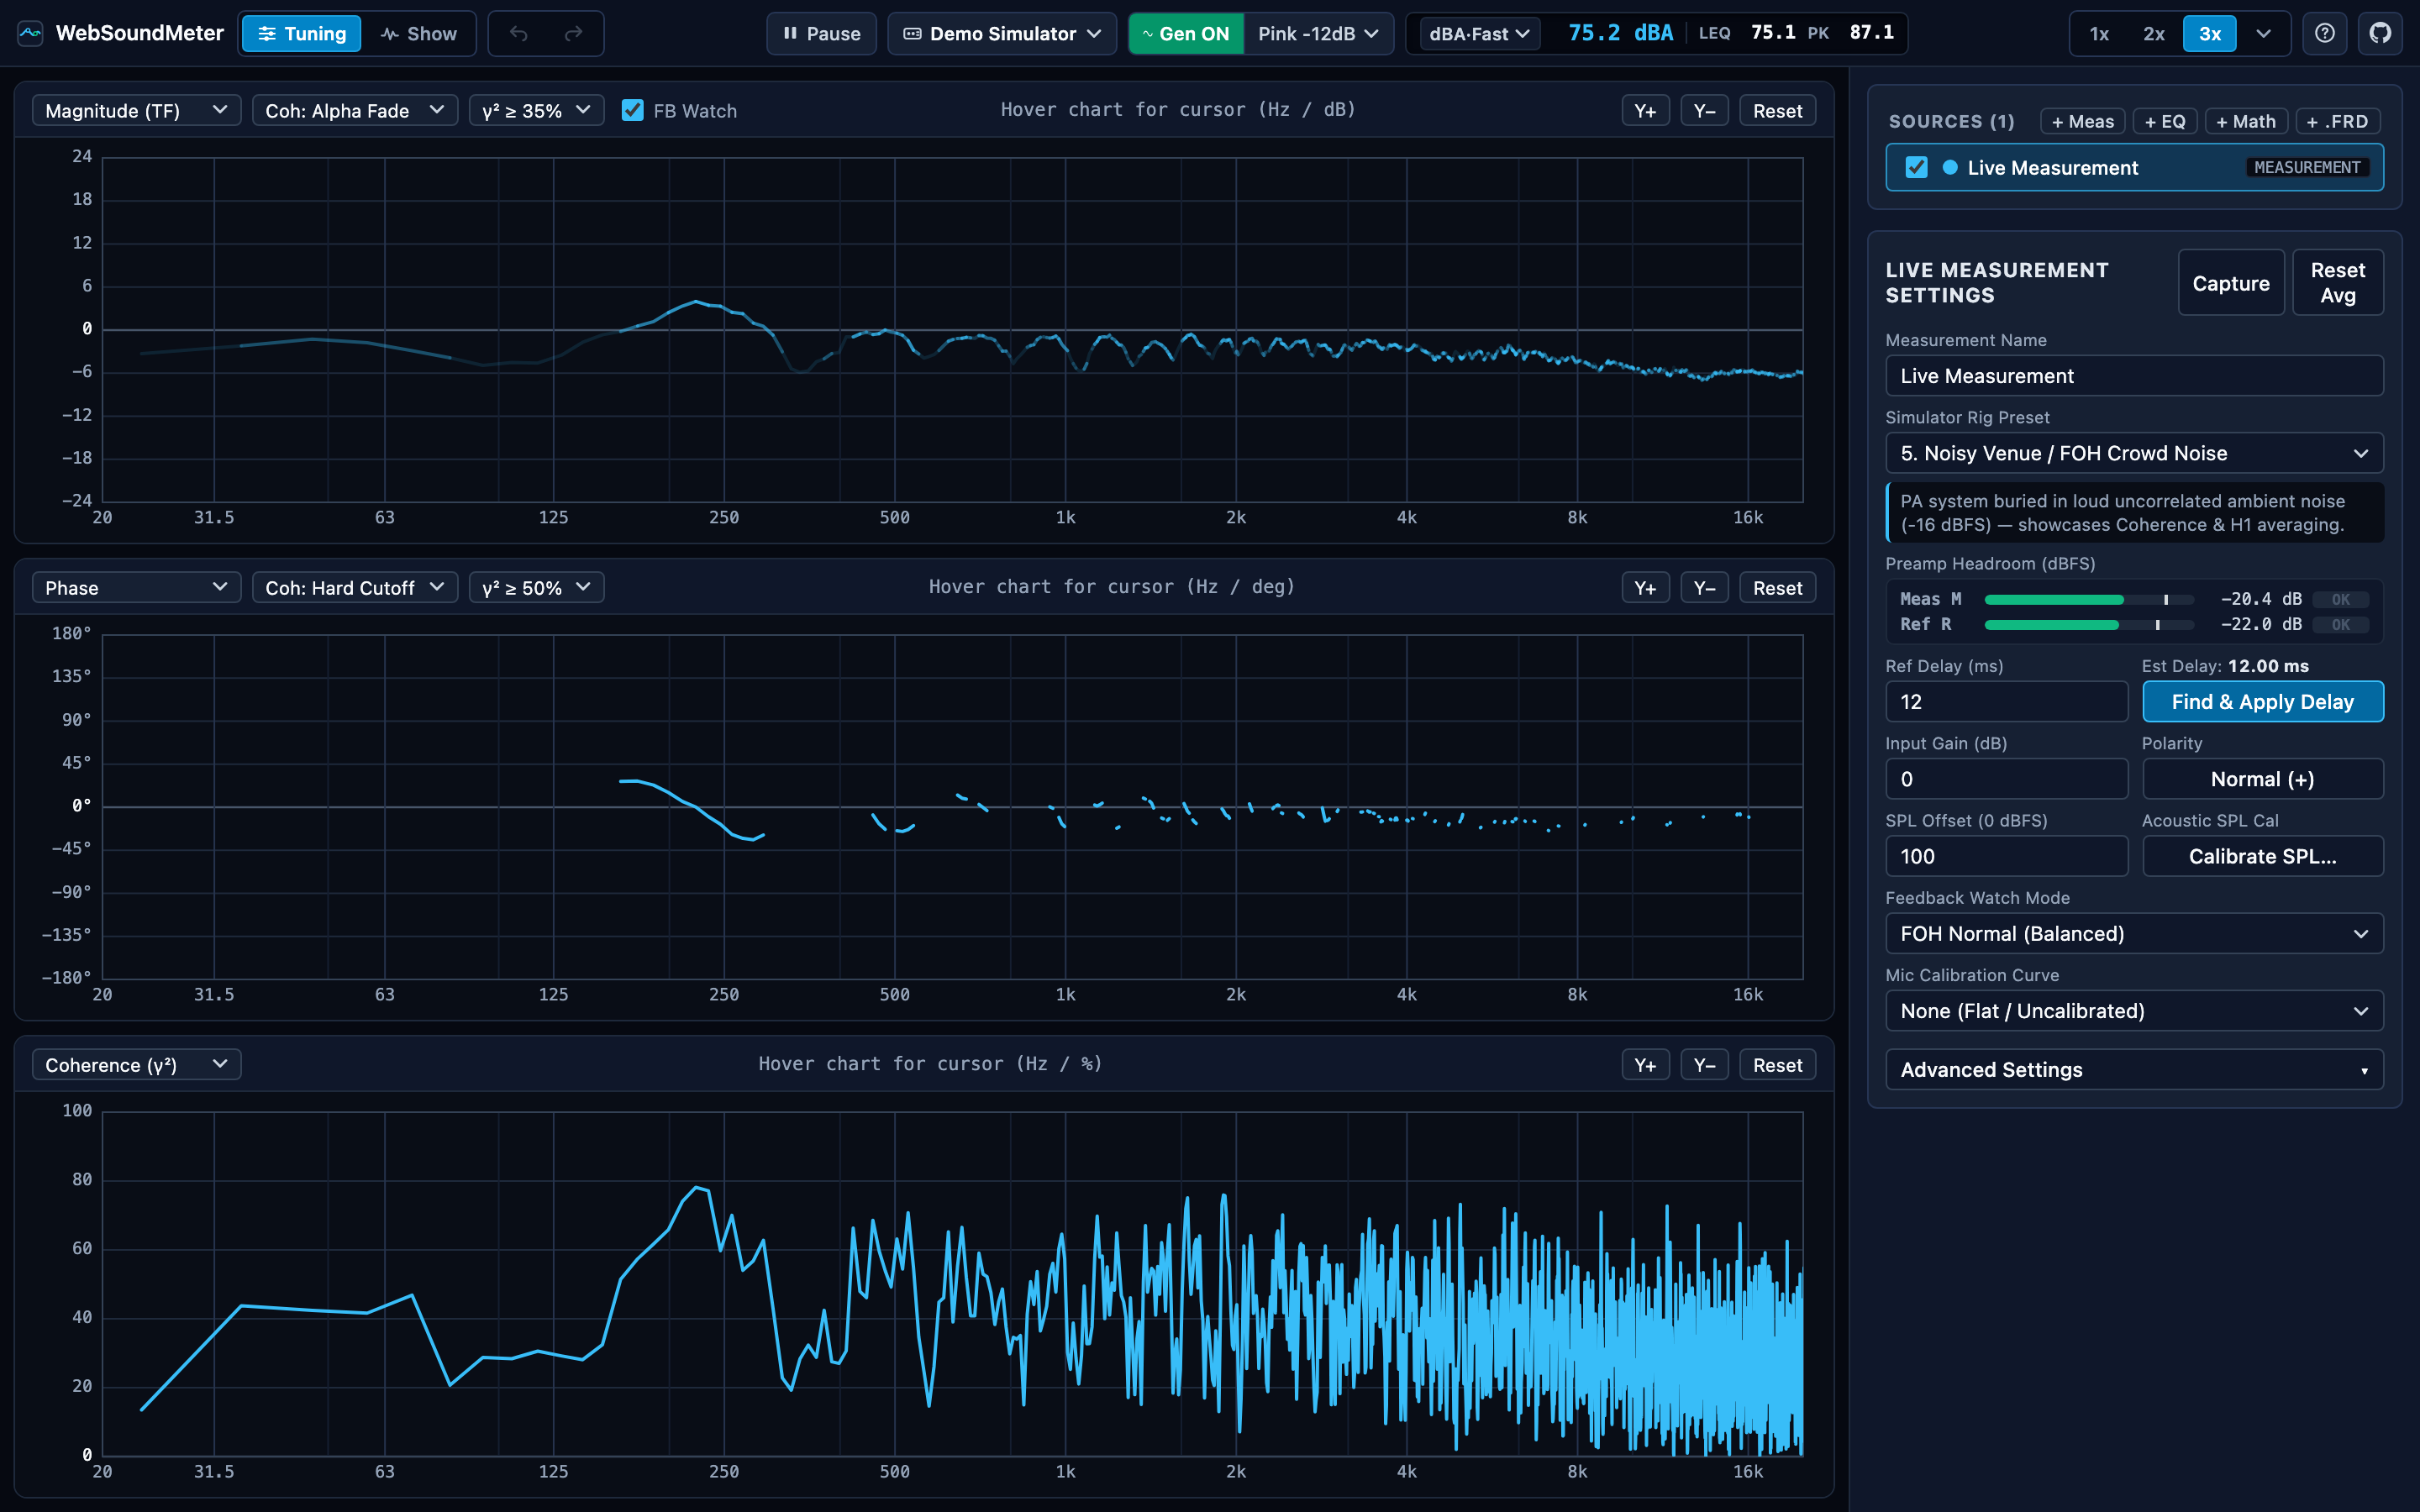 WebSoundMeter Tuning Show Pause Demo Simulator ~ Gen ON Pink -12dB dBA·Fast 75.2 dBA LEQ 75.1 PK 87.1 1x 2x 3x ?
Magnitude (TF) Coh: Alpha Fade γ² ≥ 35% FB Watch Hover chart for cursor (Hz / dB) Y+ Y− Reset
24
18
12
6
0
−6
−12
−18
−24
20 31.5 63 125 250 500 1k 2k 4k 8k 16k
Phase Coh: Hard Cutoff γ² ≥ 50% Hover chart for cursor (Hz / deg) Y+ Y− Reset
180°
135°
90°
45°
0°
−45°
−90°
−135°
−180°
20 31.5 63 125 250 500 1k 2k 4k 8k 16k
Coherence (γ²) Hover chart for cursor (Hz / %) Y+ Y− Reset
100
80
60
40
20
0
20 31.5 63 125 250 500 1k 2k 4k 8k 16k
SOURCES (1) + Meas + EQ + Math + .FRD
Live Measurement MEASUREMENT
LIVE MEASUREMENT
SETTINGS
Capture
Reset
Avg
Measurement Name
Live Measurement
Simulator Rig Preset
5. Noisy Venue / FOH Crowd Noise
PA system buried in loud uncorrelated ambient noise
(-16 dBFS) — showcases Coherence & H1 averaging.
Preamp Headroom (dBFS)
Meas M −20.4 dB OK
Ref R −22.0 dB OK
Ref Delay (ms) Est Delay: 12.00 ms
12 Find & Apply Delay
Input Gain (dB) Polarity
0 Normal (+)
SPL Offset (0 dBFS) Acoustic SPL Cal
100 Calibrate SPL...
Feedback Watch Mode
FOH Normal (Balanced)
Mic Calibration Curve
None (Flat / Uncalibrated)
Advanced Settings